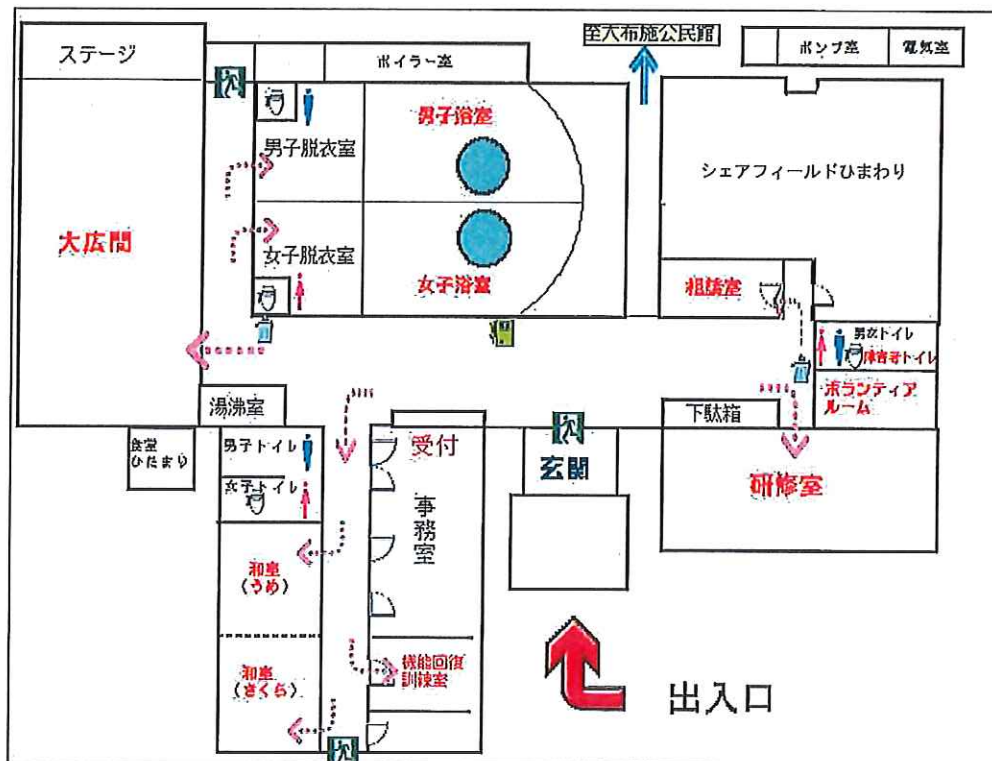 ステージ
ボイラー室
至大布施公民館
ポンプ室
電気室
男子浴室
男子脱衣室
シェアフィールドひまわり
大広間
女子脱衣室
女子浴室
相談室
男女トイレ
障害者トイレ
ボランティア
ルーム
湯沸室
下駄箱
食堂
ひだまり
男子トイレ
女子トイレ
受付
玄関
研修室
事務室
和室
(うめ)
和室
(さくら)
機能回復
訓練室
出入口